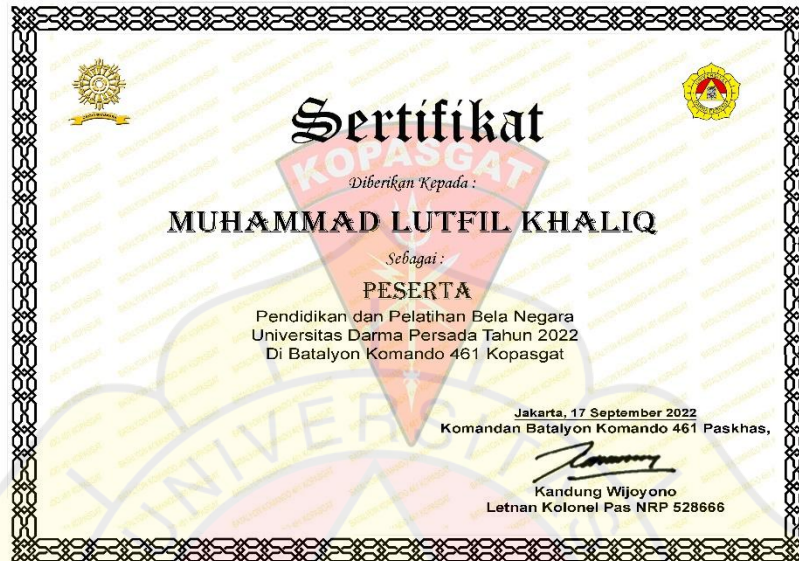 Sertifikat
KOPASGAT
Diberikan Kepada :
MUHAMMAD LUTFIL KHALIQ
Sebagai :
PESERTA
Pendidikan dan Pelatihan Bela Negara
Universitas Darma Persada Tahun 2022
Di Batalyon Komando 461 Kopasgat
Jakarta, 17 September 2022
Komandan Batalyon Komando 461 Paskhas,
Kandung Wijoyono
Letnan Kolonel Pas NRP 528666
UNIVERSITAS